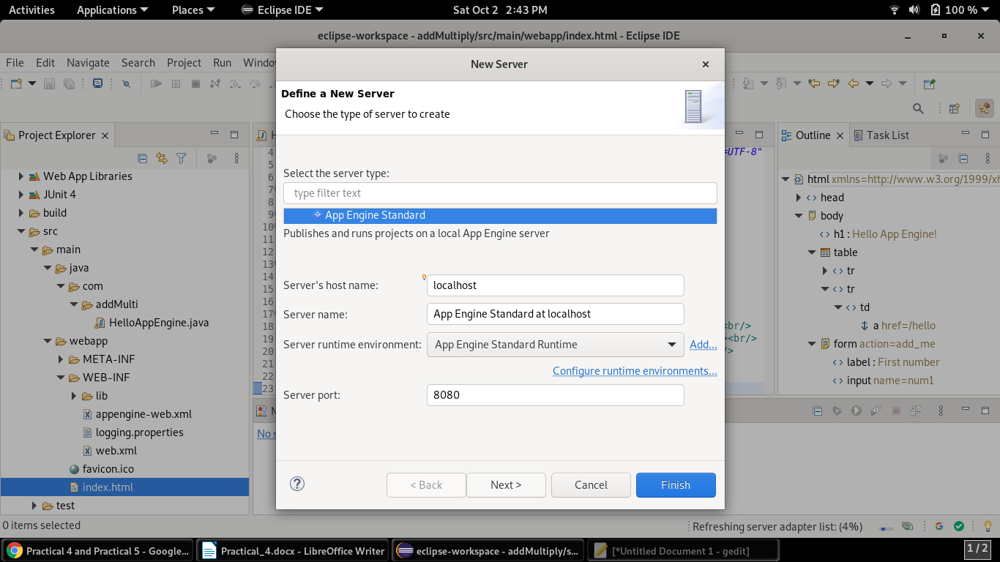 Activities Applications Places Eclipse IDE Sat Oct 2 2:43 PM 100 %
eclipse-workspace - addMultiply/src/main/webapp/index.html - Eclipse IDE
File Edit Navigate Search Project Run Window
New Server
Define a New Server
Choose the type of server to create
Select the server type:
type filter text
App Engine Standard
Publishes and runs projects on a local App Engine server
Server's host name: localhost
Server name: App Engine Standard at localhost
Server runtime environment: App Engine Standard Runtime Add...
Configure runtime environments...
Server port: 8080
< Back Next > Cancel Finish
Project Explorer
Web App Libraries
JUnit 4
build
src
main
java
com
addMulti
HelloAppEngine.java
webapp
META-INF
WEB-INF
lib
appengine-web.xml
logging.properties
web.xml
favicon.ico
index.html
test
H
4
5
6
7
8
9
10
11
12
13
14
15
16
17
18
19
20
21
22
23
=UTF-8"
<br/>
><br/>
/>
No s
Outline Task List
html xmlns=http://www.w3.org/1999/xh
head
body
h1 : Hello App Engine!
table
tr
tr
td
a href=/hello
form action=add_me
label : First number
input name=num1
0 items selected
Refreshing server adapter list: (4%)
Practical 4 and Practical 5 - Google...
Practical_4.docx - LibreOffice Writer
eclipse-workspace - addMultiply/s...
[*Untitled Document 1 - gedit]
1 / 2